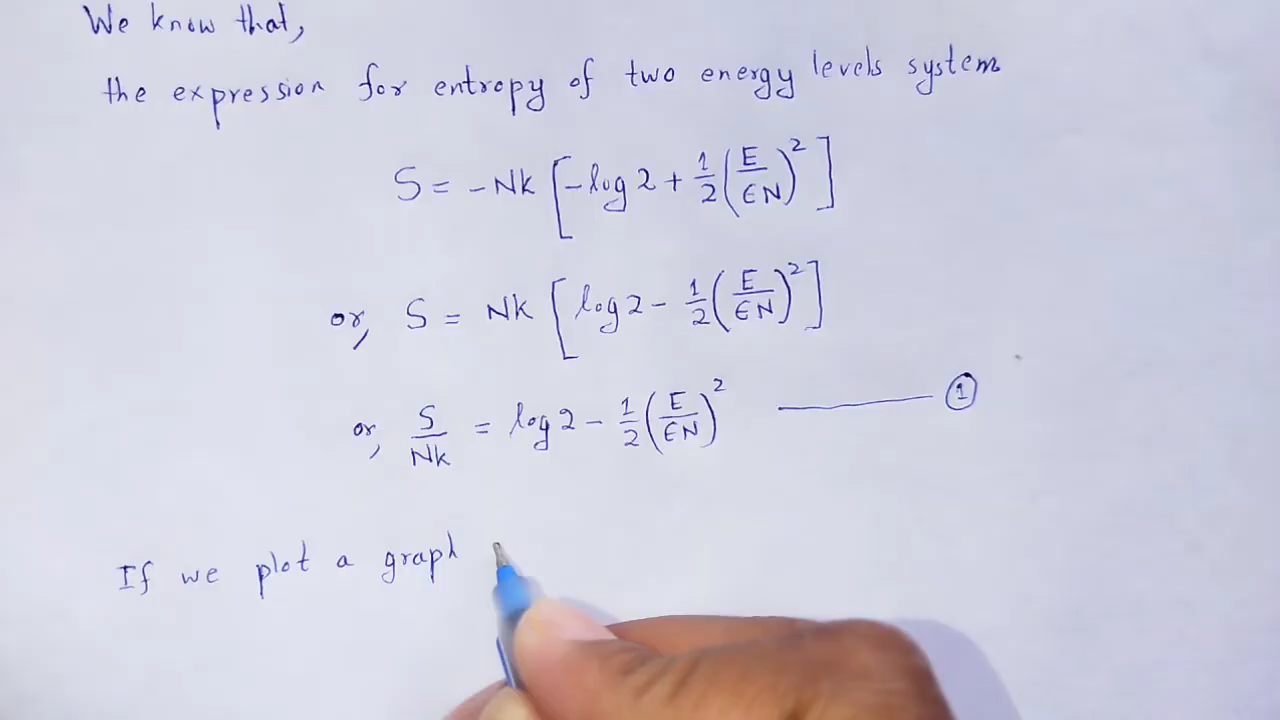 We know that,
the expression for entropy of two energy levels system
S = -Nk [-log 2 + 1/2 (E/ϵN)²]
or, S = Nk [log 2 - 1/2 (E/ϵN)²]
or, S/Nk = log 2 - 1/2 (E/ϵN)² ——— ①
If we plot a graph